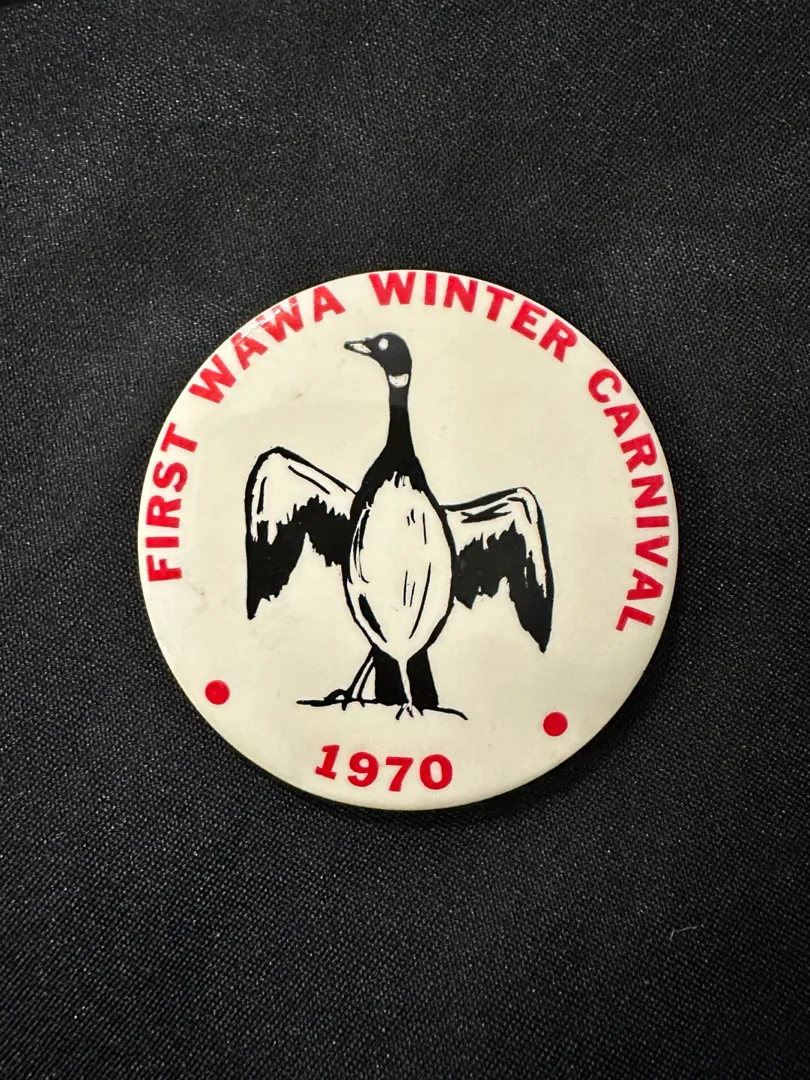 FIRST WAWA WINTER CARNIVAL
1970